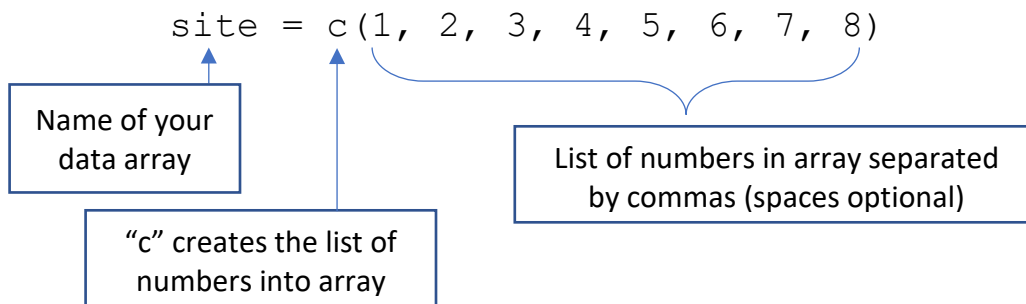 site = c(1, 2, 3, 4, 5, 6, 7, 8)
Name of your
data array
List of numbers in array separated
by commas (spaces optional)
“c” creates the list of
numbers into array